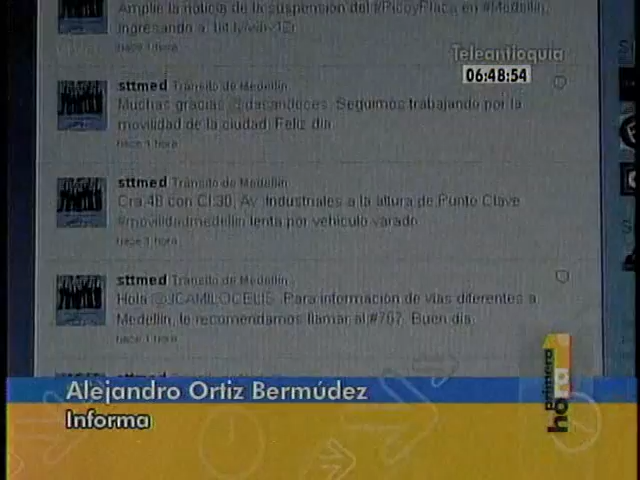 Amplíe la noticia de la suspensión del #PicoyPlaca en #Medellín,
ingresando a:
hace 1 hora
Teleantioquia
06:48:54
sttmed Tránsito de Medellín
Muchas gracias @dacandoces. Seguimos trabajando por la
movilidad de la ciudad, Feliz día
hace 1 hora
sttmed Tránsito de Medellín
Cra 48 con Cl 30, Av. Industriales a la altura de Punto Clave
#movilidadmedellin lenta por vehículo varado
hace 1 hora
sttmed Tránsito de Medellín
Hola @JCAMILOCELIS .Para información de vías diferentes a
Medellín, le recomendamos llamar al #767. Buen día.
hace 1 hora
sttmed
Alejandro Ortiz Bermúdez
Informa
primera
hora